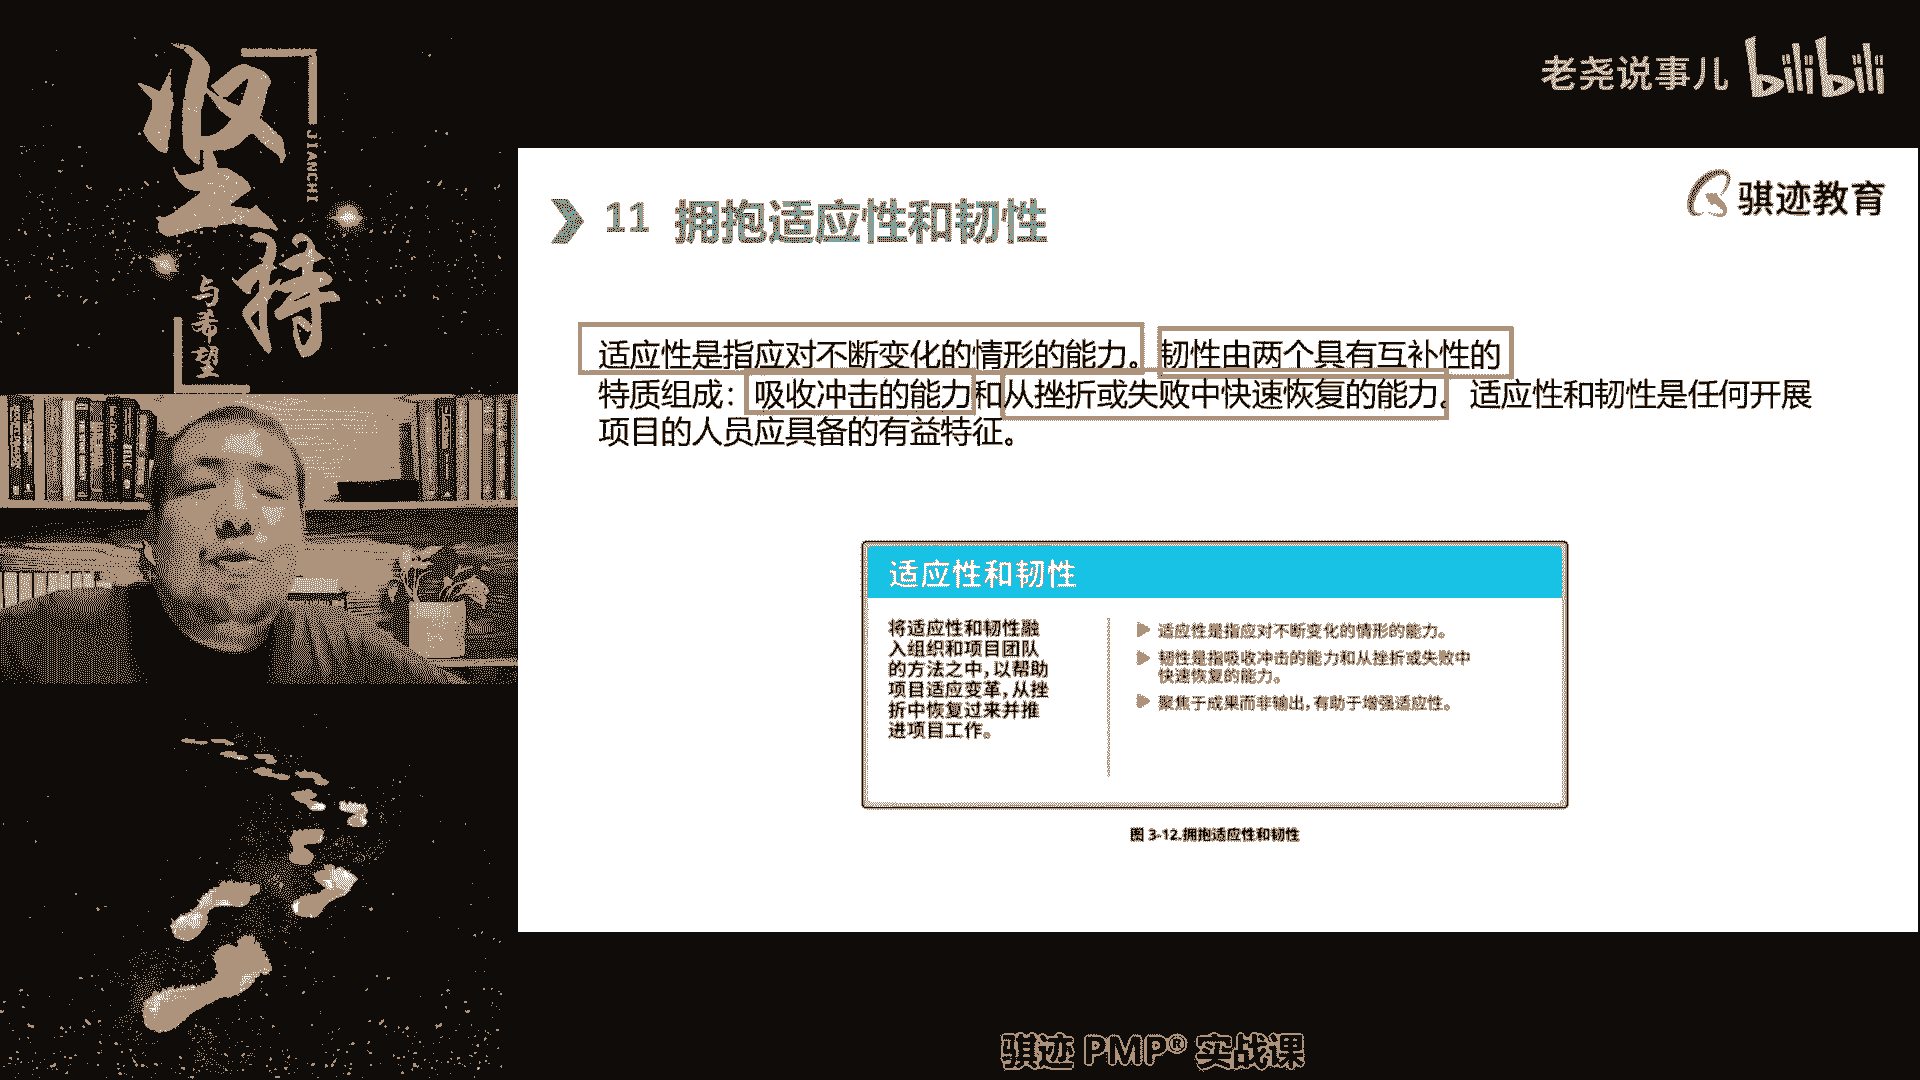 坚持
JIANCHI
与希望
老尧说事儿 bilibili
骐迹教育
11 拥抱适应性和韧性
适应性是指应对不断变化的情形的能力。韧性由两个具有互补性的
特质组成：吸收冲击的能力和从挫折或失败中快速恢复的能力。适应性和韧性是任何开展
项目的人员应具备的有益特征。
适应性和韧性
将适应性和韧性融
入组织和项目团队
的方法之中，以帮助
项目适应变革，从挫
折中恢复过来并推
进项目工作。
适应性是指应对不断变化的情形的能力。
韧性是指吸收冲击的能力和从挫折或失败中
快速恢复的能力。
聚焦于成果而非输出，有助于增强适应性。
图 3-12.拥抱适应性和韧性
骐迹 PMP® 实战课